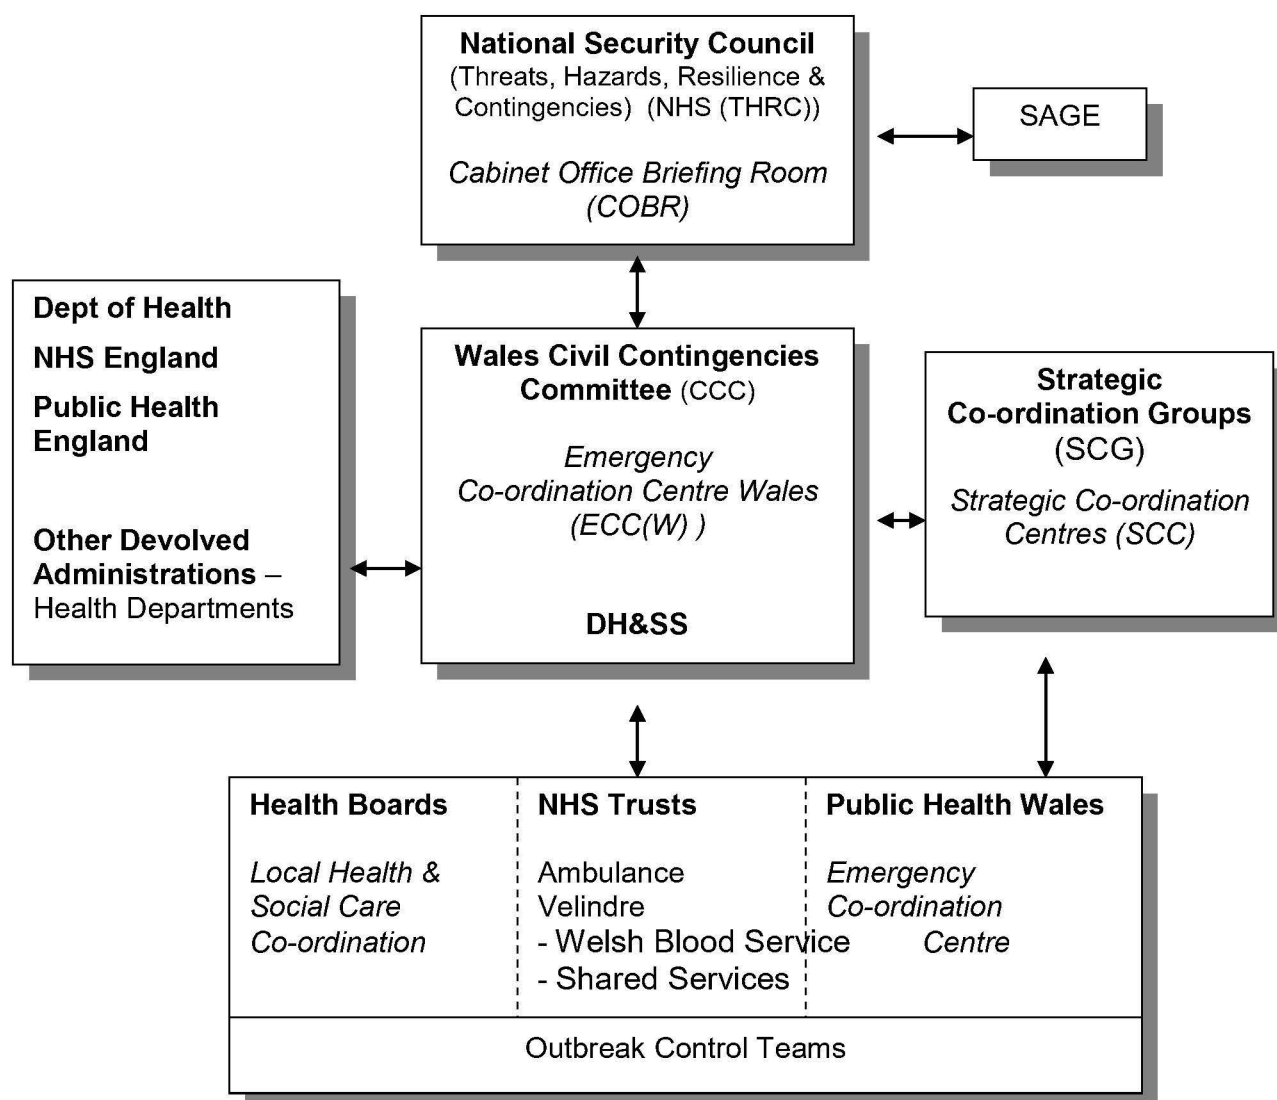 National Security Council
(Threats, Hazards, Resilience &
Contingencies) (NHS (THRC))
Cabinet Office Briefing Room
(COBR)
SAGE
Dept of Health
NHS England
Public Health
England
Other Devolved
Administrations –
Health Departments
Wales Civil Contingencies
Committee (CCC)
Emergency
Co-ordination Centre Wales
(ECC(W) )
DH&SS
Strategic
Co-ordination Groups
(SCG)
Strategic Co-ordination
Centres (SCC)
Health Boards
Local Health &
Social Care
Co-ordination
NHS Trusts
Ambulance
Velindre
- Welsh Blood Service
- Shared Services
Public Health Wales
Emergency
Co-ordination
Centre
Outbreak Control Teams